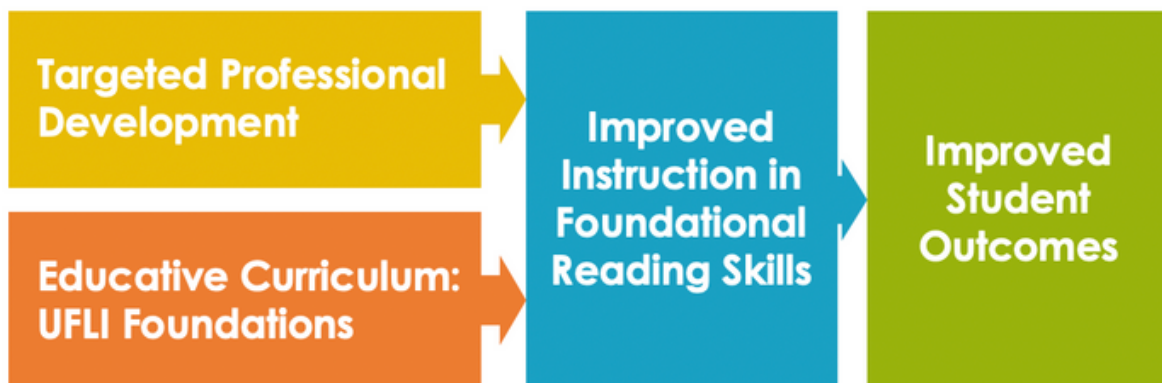 Targeted Professional
Development
Educative Curriculum:
UFLI Foundations
Improved
Instruction in
Foundational
Reading Skills
Improved
Student
Outcomes